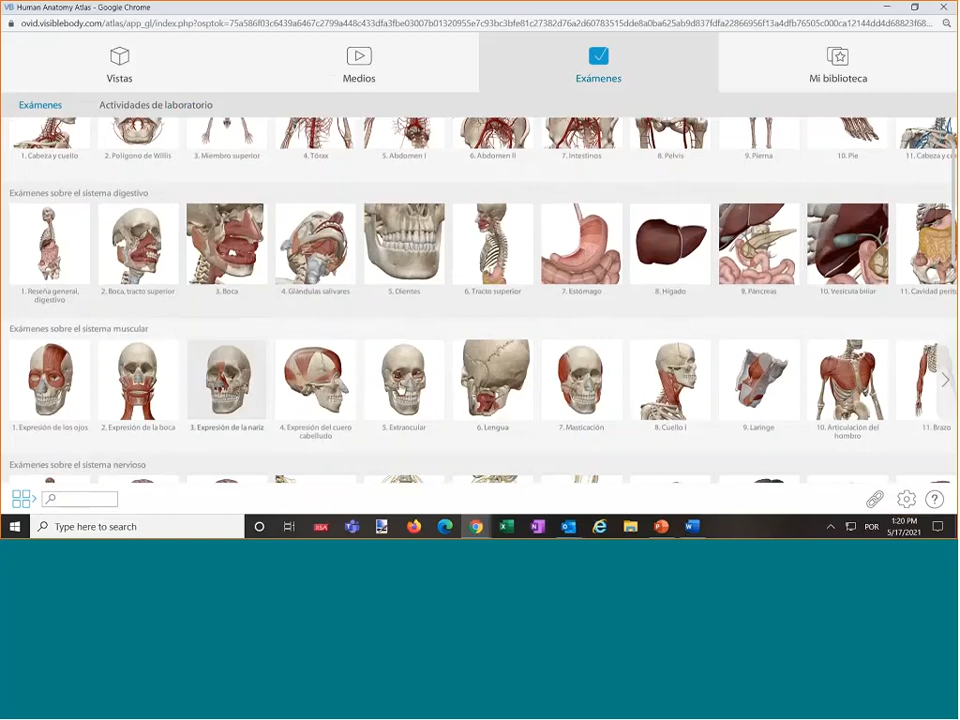 VB Human Anatomy Atlas - Google Chrome
ovid.visiblebody.com/atlas/app_gl/index.php?osptok=
Vistas
Medios
Exámenes
Mi biblioteca
Exámenes
Actividades de laboratorio
1. Cabeza y cuello
2. Polígono de Willis
3. Miembro superior
4. Tórax
5. Abdomen I
6. Abdomen II
7. Intestinos
8. Pelvis
9. Pierna
10. Pie
11. Cabeza y c
Exámenes sobre el sistema digestivo
1. Reseña general,
digestivo
2. Boca, tracto superior
3. Boca
4. Glándulas salivares
5. Dientes
6. Tracto superior
7. Estómago
8. Hígado
9. Páncreas
10. Vesícula biliar
11. Cavidad perit
Exámenes sobre el sistema muscular
1. Expresión de los ojos
2. Expresión de la boca
3. Expresión de la nariz
4. Expresión del cuero
cabelludo
5. Extraocular
6. Lengua
7. Masticación
8. Cuello I
9. Laringe
10. Articulación del
hombro
11. Brazo
Exámenes sobre el sistema nervioso
?
Type here to search
RSA
POR
1:20 PM
5/17/2021